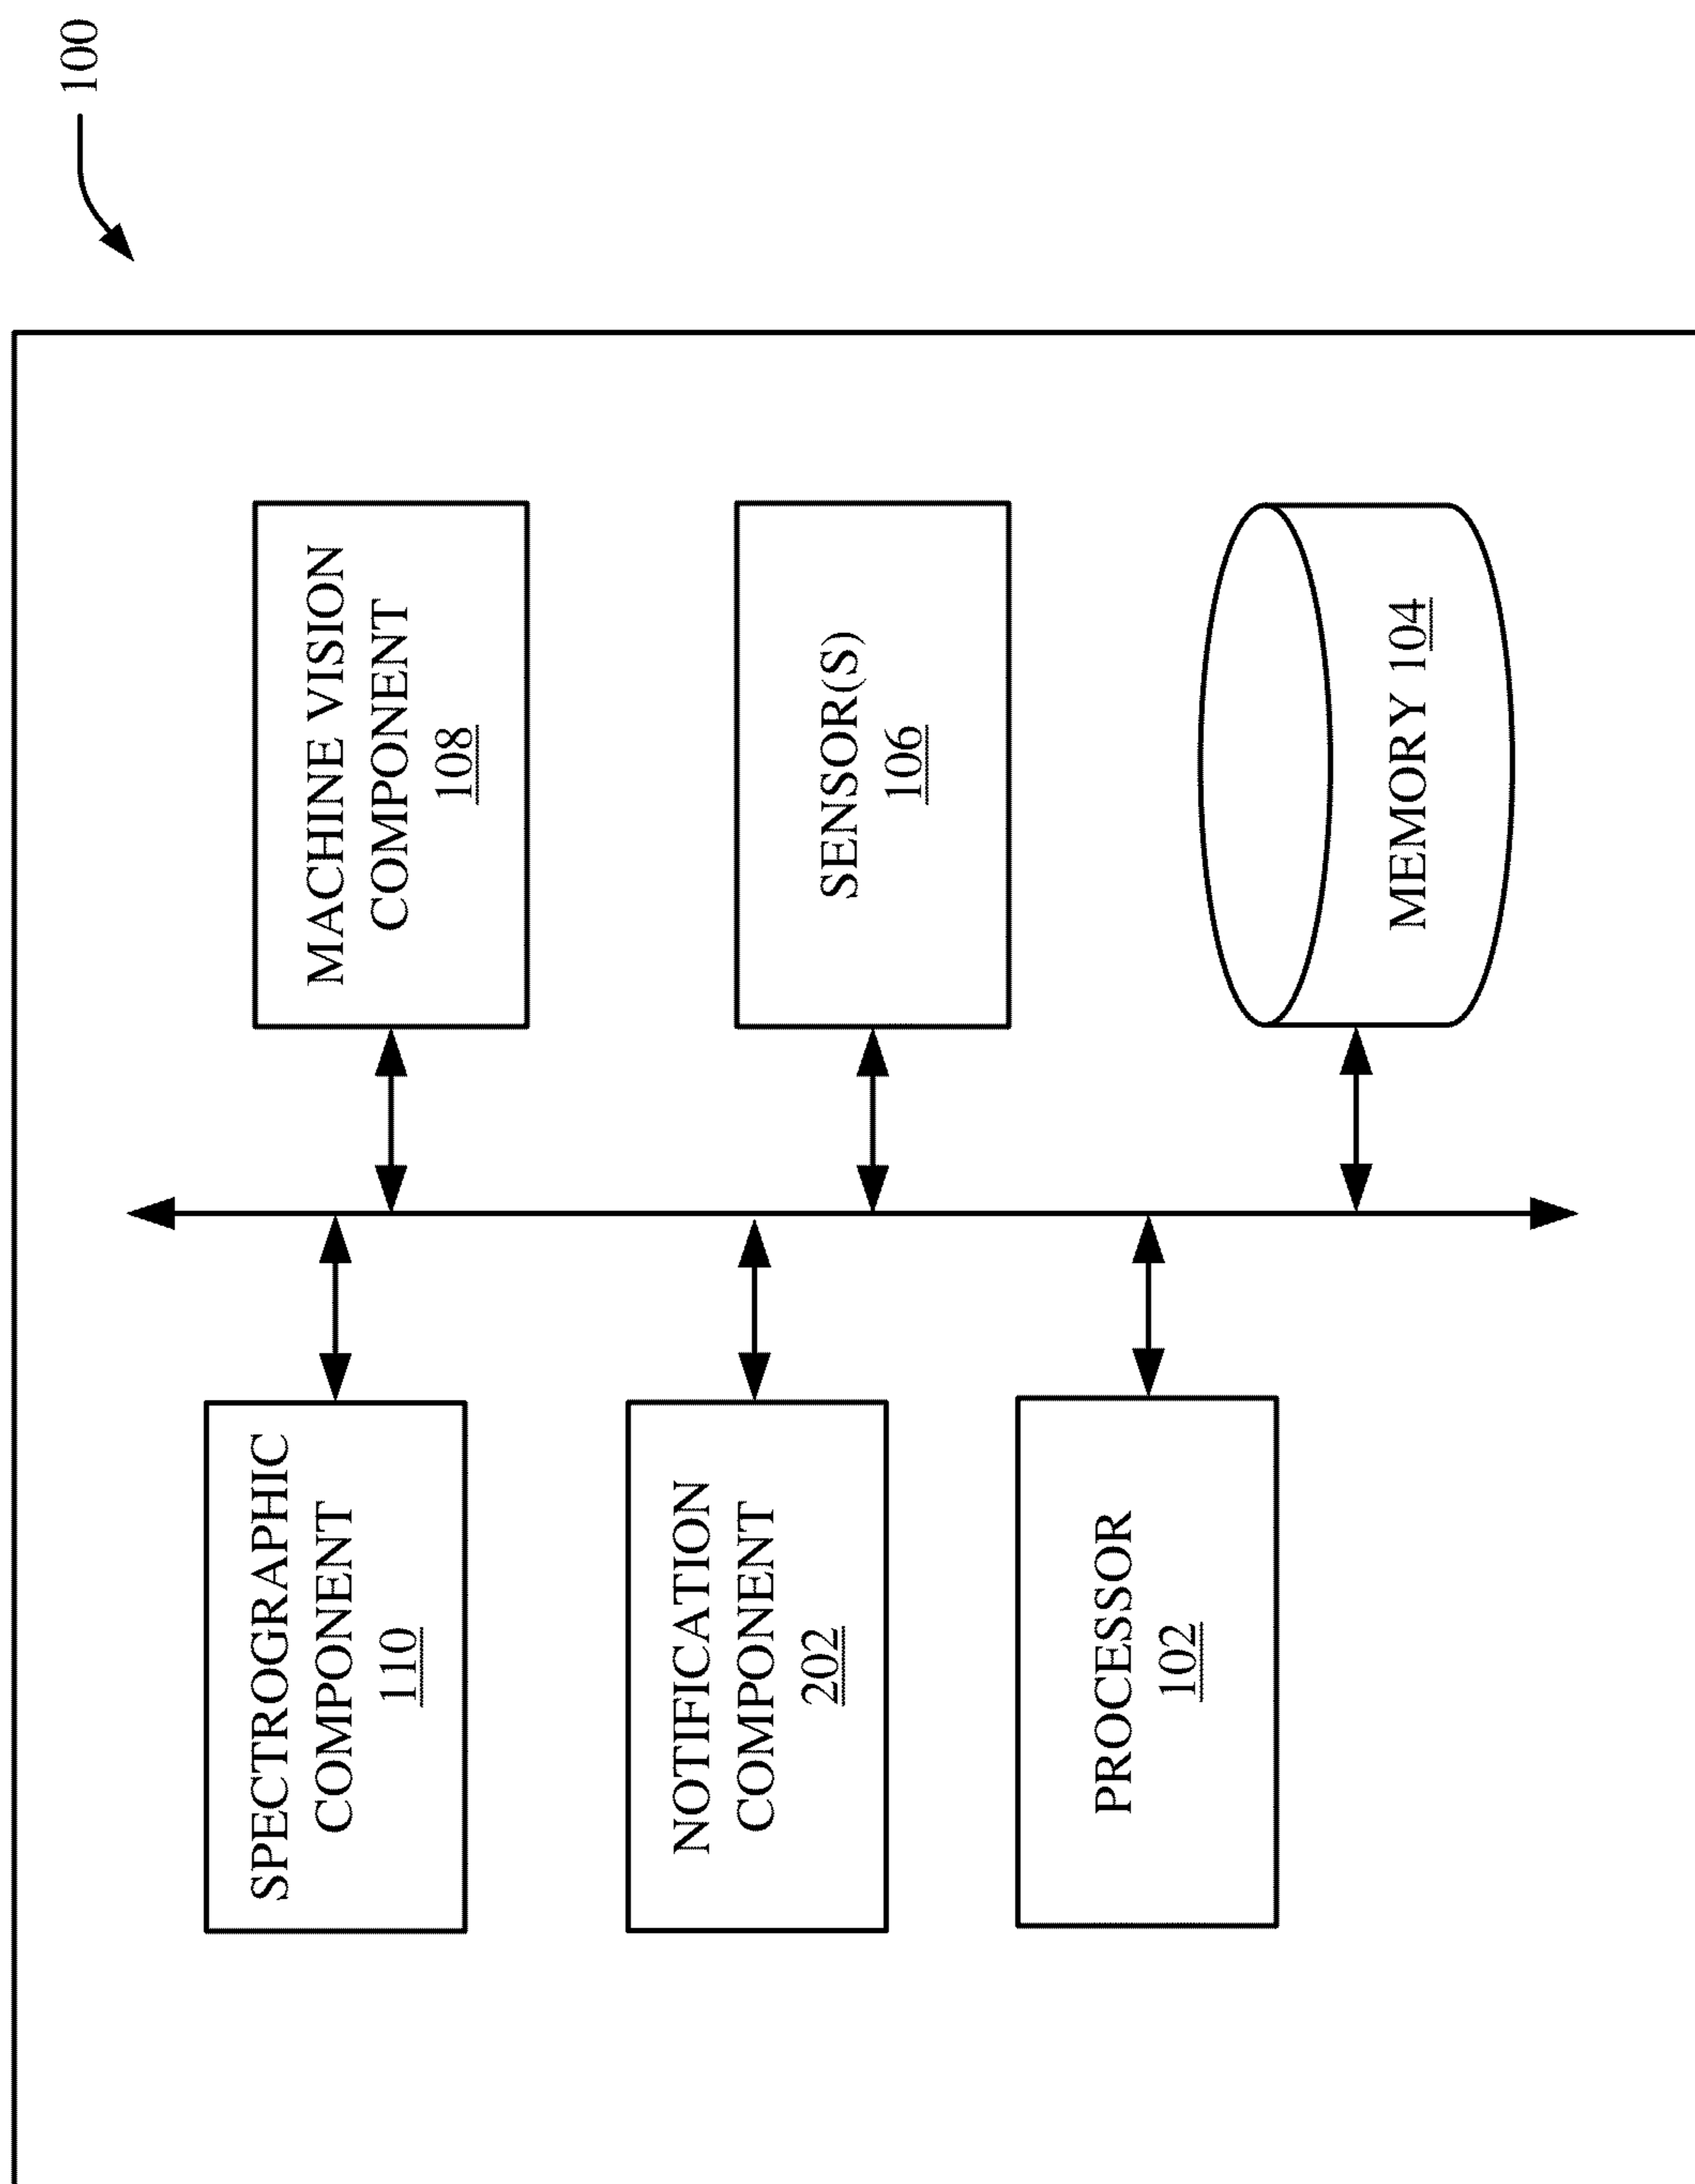 100
SPECTROGRAPHIC
COMPONENT
110
MACHINE VISION
COMPONENT
108
NOTIFICATION
COMPONENT
202
SENSOR(S)
106
PROCESSOR
102
MEMORY 104